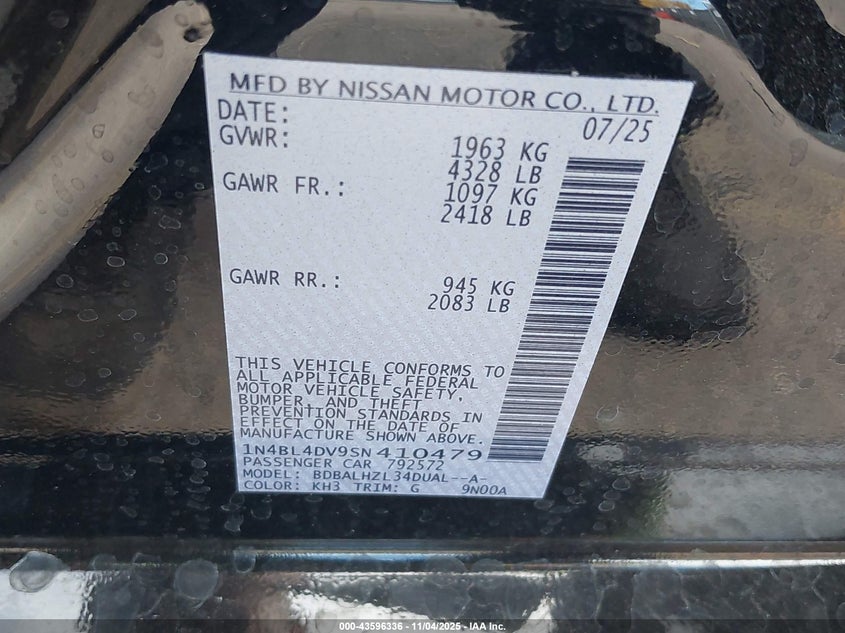 MFD BY NISSAN MOTOR CO., LTD.
DATE: 07/25
GVWR: 1963 KG
4328 LB
GAWR FR.: 1097 KG
2418 LB
GAWR RR.: 945 KG
2083 LB
THIS VEHICLE CONFORMS TO
ALL APPLICABLE FEDERAL
MOTOR VEHICLE SAFETY,
BUMPER, AND THEFT
PREVENTION STANDARDS IN
EFFECT ON THE DATE OF
MANUFACTURE SHOWN ABOVE.
1N4BL4DV9SN410479
PASSENGER CAR 792572
MODEL: BDBALHZL34DUAL--A-
COLOR: KH3 TRIM: G 9N00A
000-43596336 - 11/04/2025 - IAA Inc.